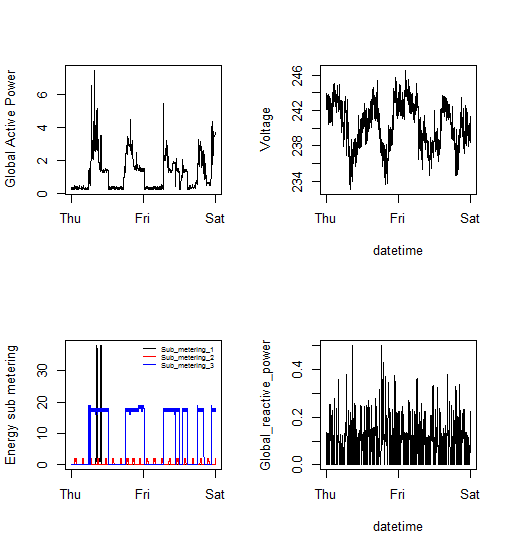 Global Active Power
0 2 4 6
Thu Fri Sat
Voltage
234 238 242 246
Thu Fri Sat
datetime
Energy sub metering
0 10 20 30
Sub_metering_1
Sub_metering_2
Sub_metering_3
Thu Fri Sat
Global_reactive_power
0.0 0.2 0.4
Thu Fri Sat
datetime